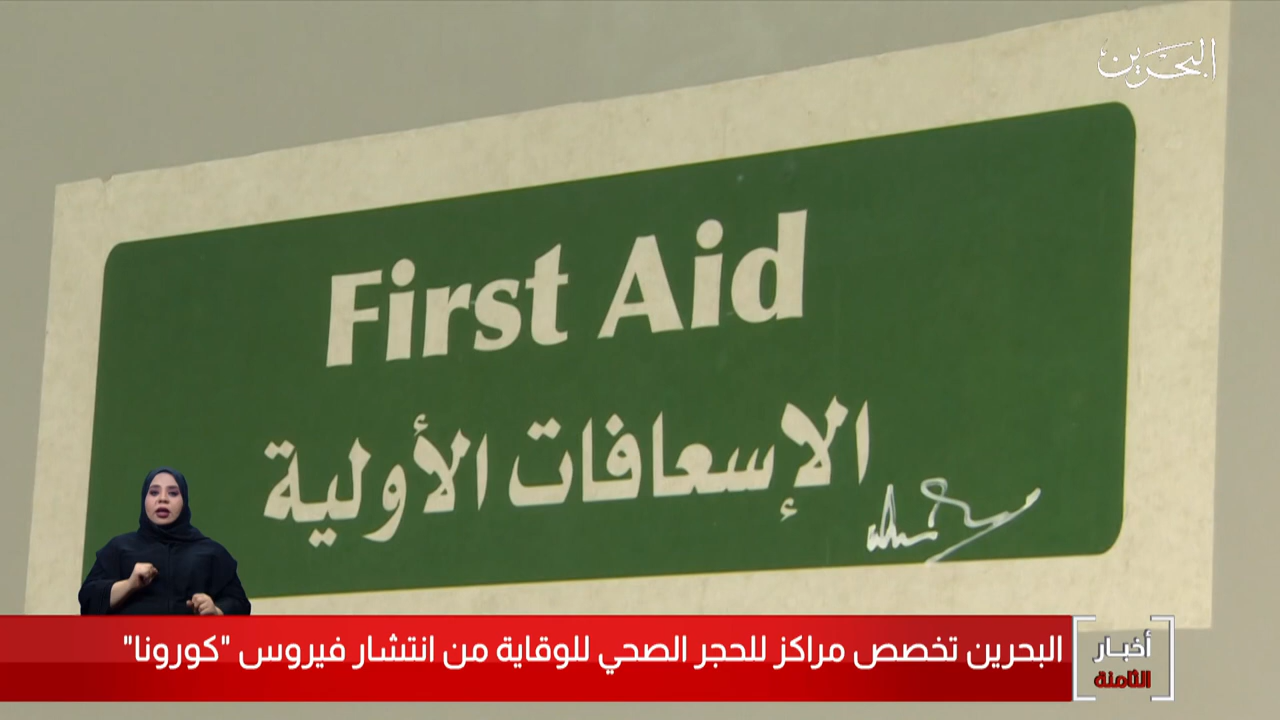 البحرين
First Aid
الإسعافات الأولية
البحرين تخصص مراكز للحجر الصحي للوقاية من انتشار فيروس "كورونا"
أخبار
الثامنة